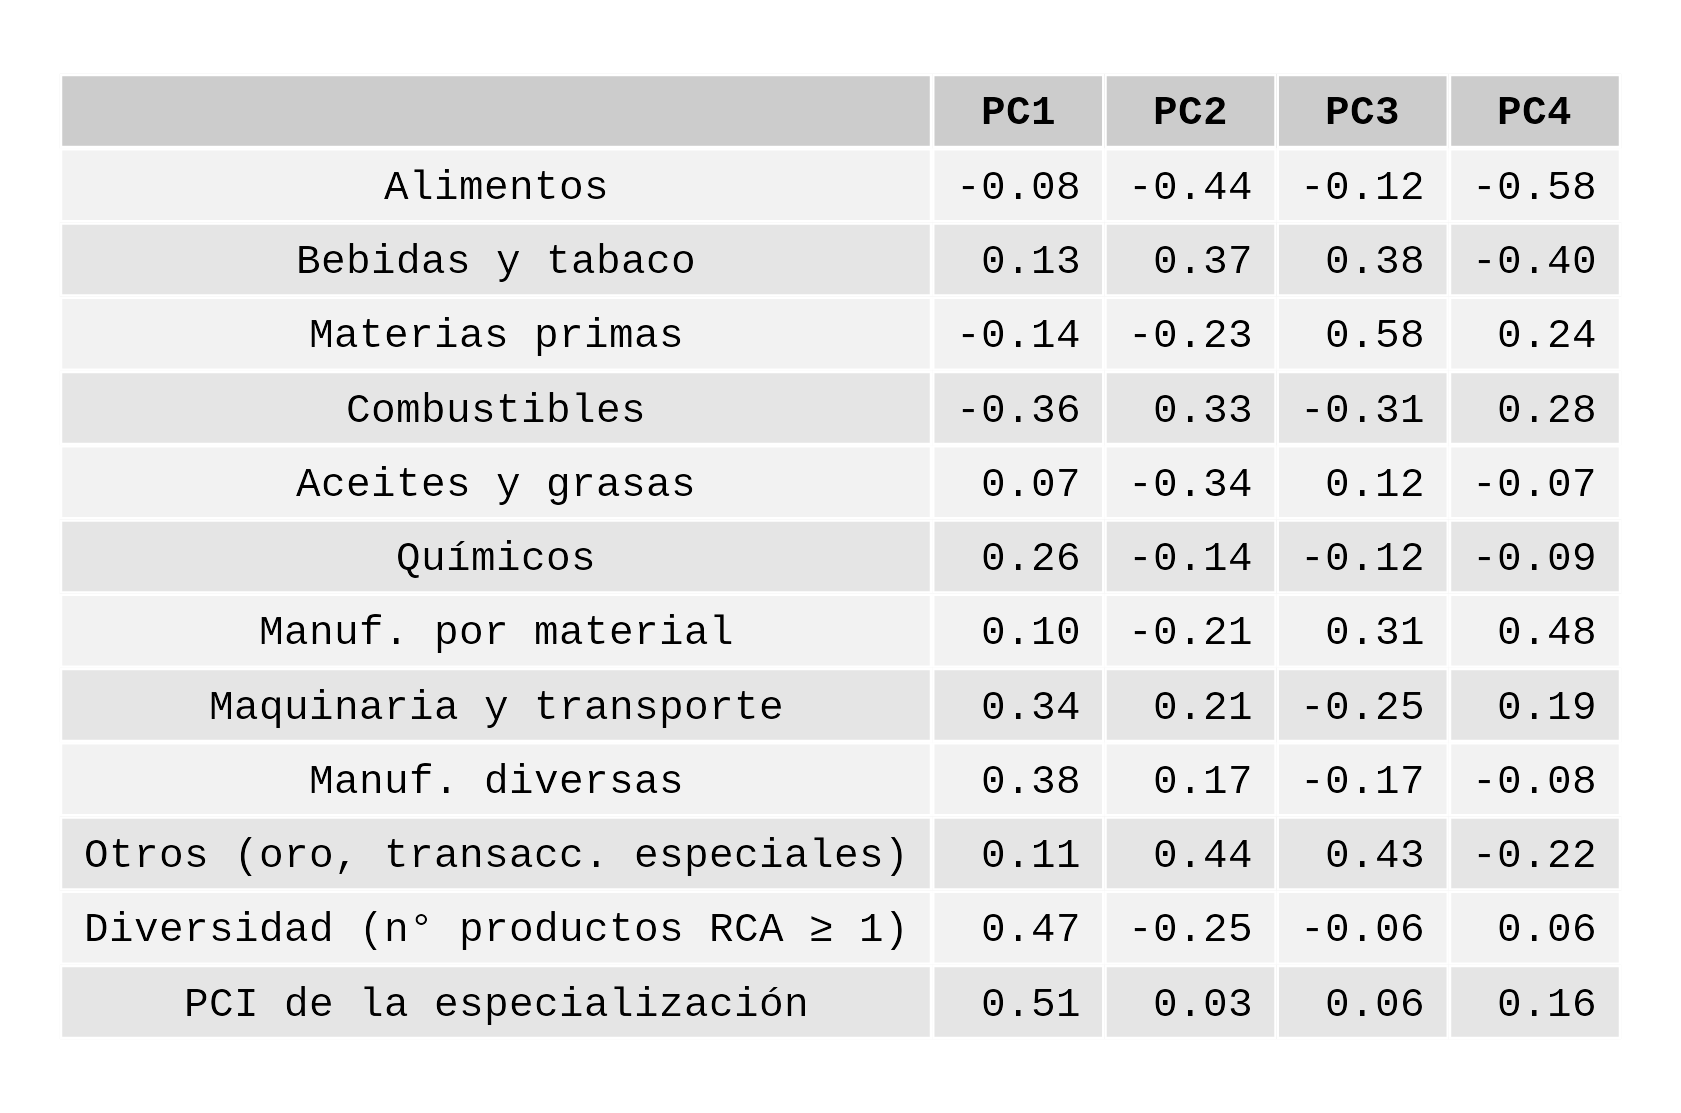 PC1 PC2 PC3 PC4
Alimentos -0.08 -0.44 -0.12 -0.58
Bebidas y tabaco 0.13 0.37 0.38 -0.40
Materias primas -0.14 -0.23 0.58 0.24
Combustibles -0.36 0.33 -0.31 0.28
Aceites y grasas 0.07 -0.34 0.12 -0.07
Químicos 0.26 -0.14 -0.12 -0.09
Manuf. por material 0.10 -0.21 0.31 0.48
Maquinaria y transporte 0.34 0.21 -0.25 0.19
Manuf. diversas 0.38 0.17 -0.17 -0.08
Otros (oro, transacc. especiales) 0.11 0.44 0.43 -0.22
Diversidad (n° productos RCA ≥ 1) 0.47 -0.25 -0.06 0.06
PCI de la especialización 0.51 0.03 0.06 0.16